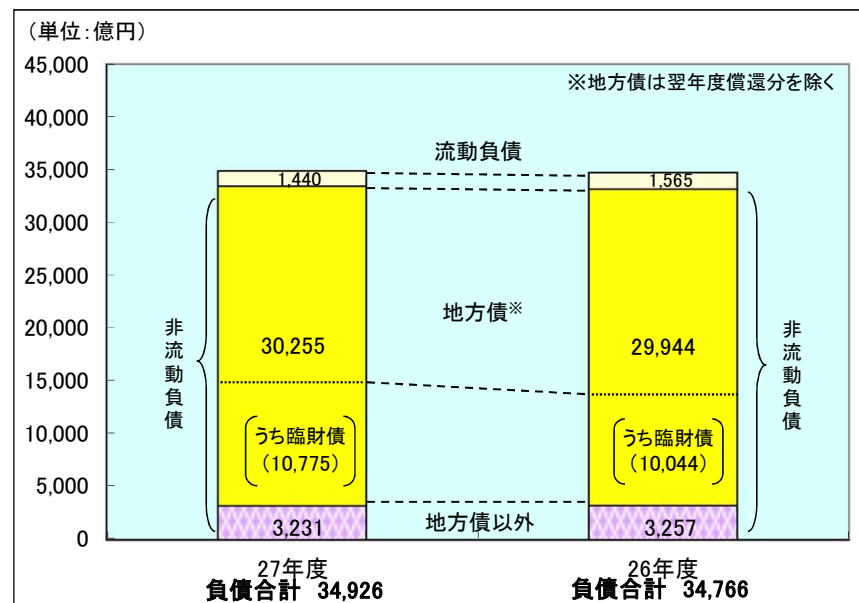 （単位：億円）
45,000
40,000
35,000
30,000
25,000
20,000
15,000
10,000
5,000
0
※地方債は翌年度償還分を除く
流動負債
1,440
1,565
地方債※
30,255
29,944
非流動負債
非流動負債
うち臨財債
（10,775）
うち臨財債
（10,044）
3,231
地方債以外
3,257
27年度
26年度
負債合計 34,926
負債合計 34,766